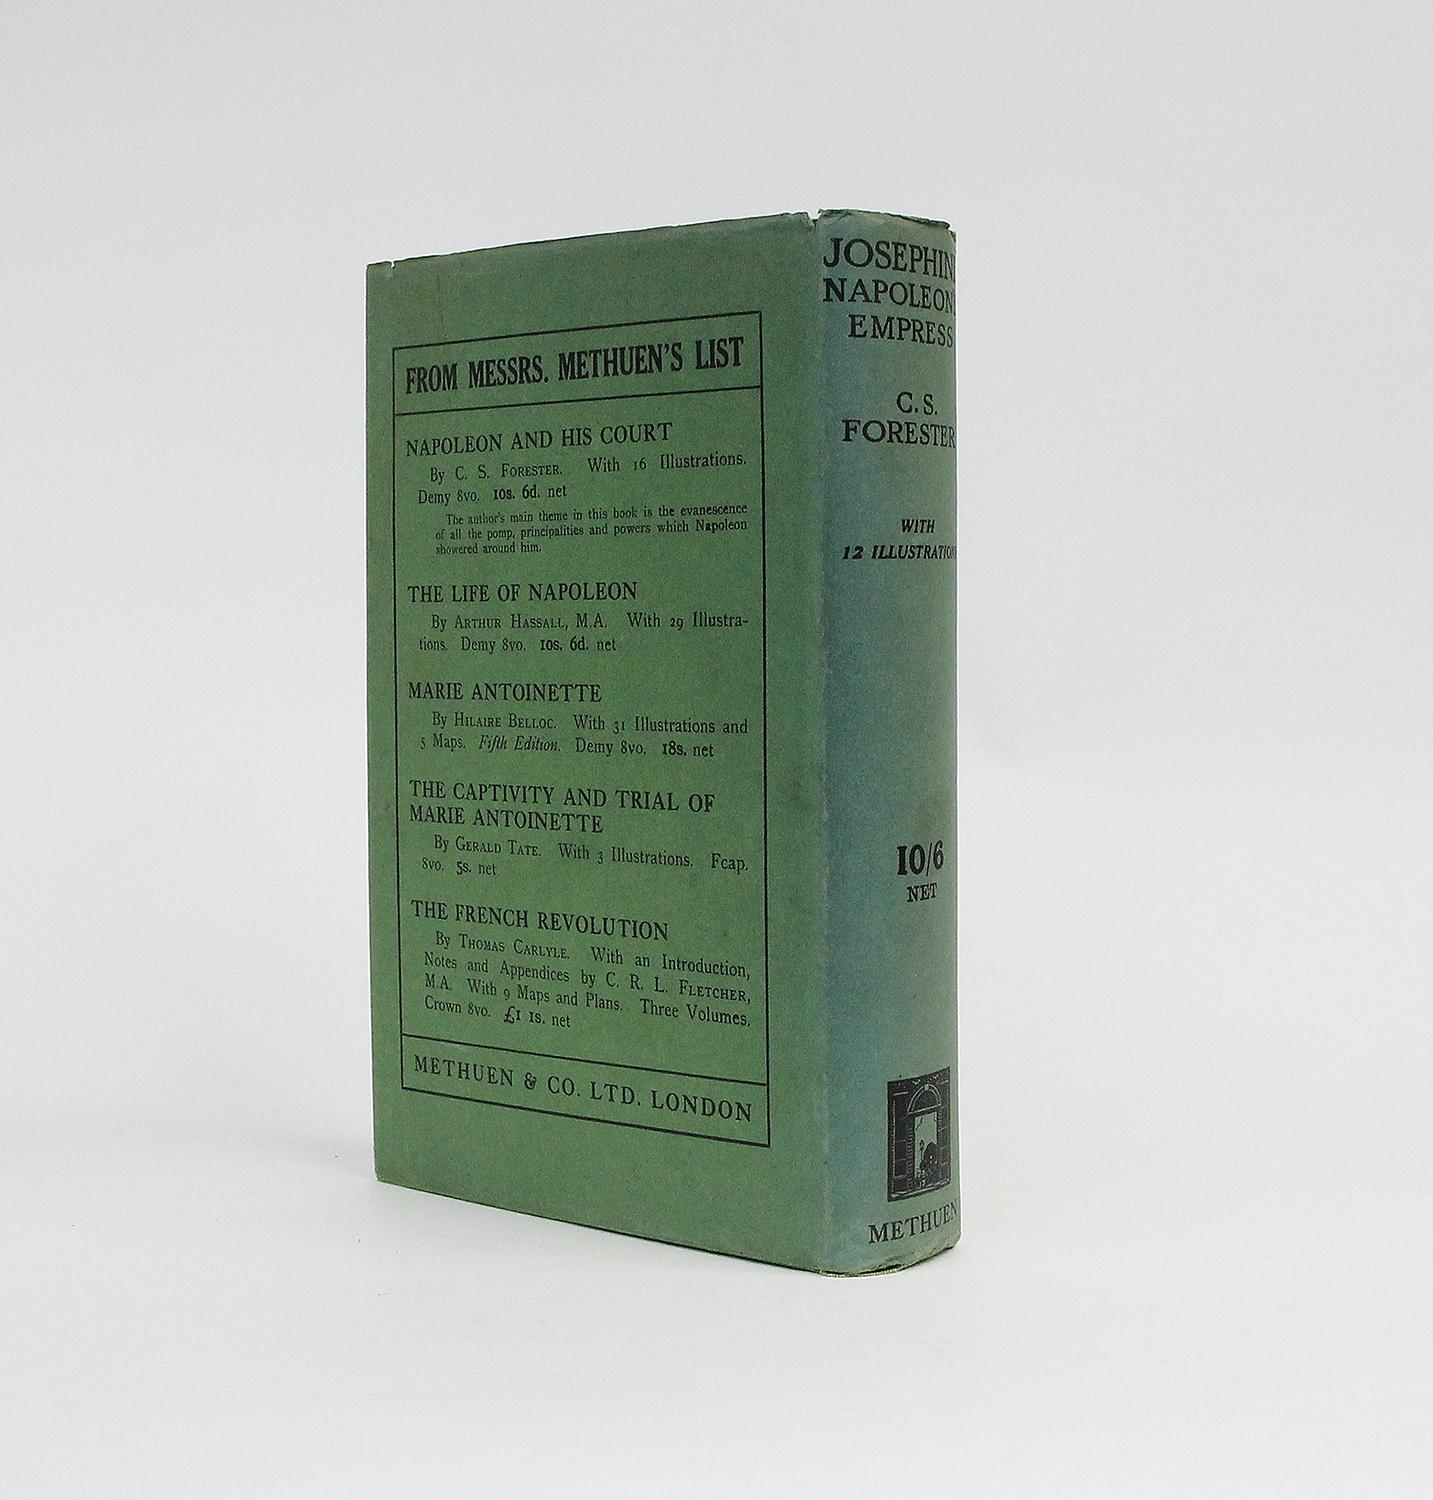 FROM MESSRS. METHUEN'S LIST
NAPOLEON AND HIS COURT
By C. S. FORESTER. With 16 Illustrations.
Demy 8vo. 10s. 6d. net
The author's main theme in this book is the evanescence
of all the pomp, principalities and powers which Napoleon
showered around him.
THE LIFE OF NAPOLEON
By ARTHUR HASSALL, M.A. With 29 Illustra-
tions. Demy 8vo. 10s. 6d. net
MARIE ANTOINETTE
By HILAIRE BELLOC. With 31 Illustrations and
5 Maps. Fifth Edition. Demy 8vo. 18s. net
THE CAPTIVITY AND TRIAL OF
MARIE ANTOINETTE
By GERALD TATE. With 3 Illustrations. Fcap.
8vo. 5s. net
THE FRENCH REVOLUTION
By THOMAS CARLYLE. With an Introduction,
Notes and Appendices by C. R. L. FLETCHER,
M.A. With 9 Maps and Plans. Three Volumes.
Crown 8vo. £1 1s. net
METHUEN & CO. LTD. LONDON
JOSEPHINE
NAPOLEON'
EMPRESS
C. S.
FORESTER
WITH
12 ILLUSTRATION
10/6
NET
METHUEN